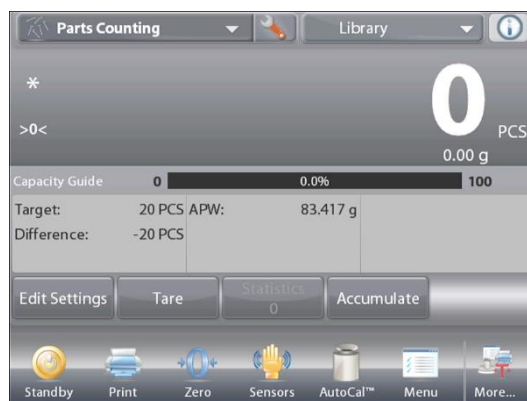 Parts Counting Library
*
>0<
0 PCS
0.00 g
Capacity Guide 0 0.0% 100
Target: 20 PCS APW: 83.417 g
Difference: -20 PCS
Edit Settings Tare Statistics 0 Accumulate
Standby Print Zero Sensors AutoCal™ Menu More...